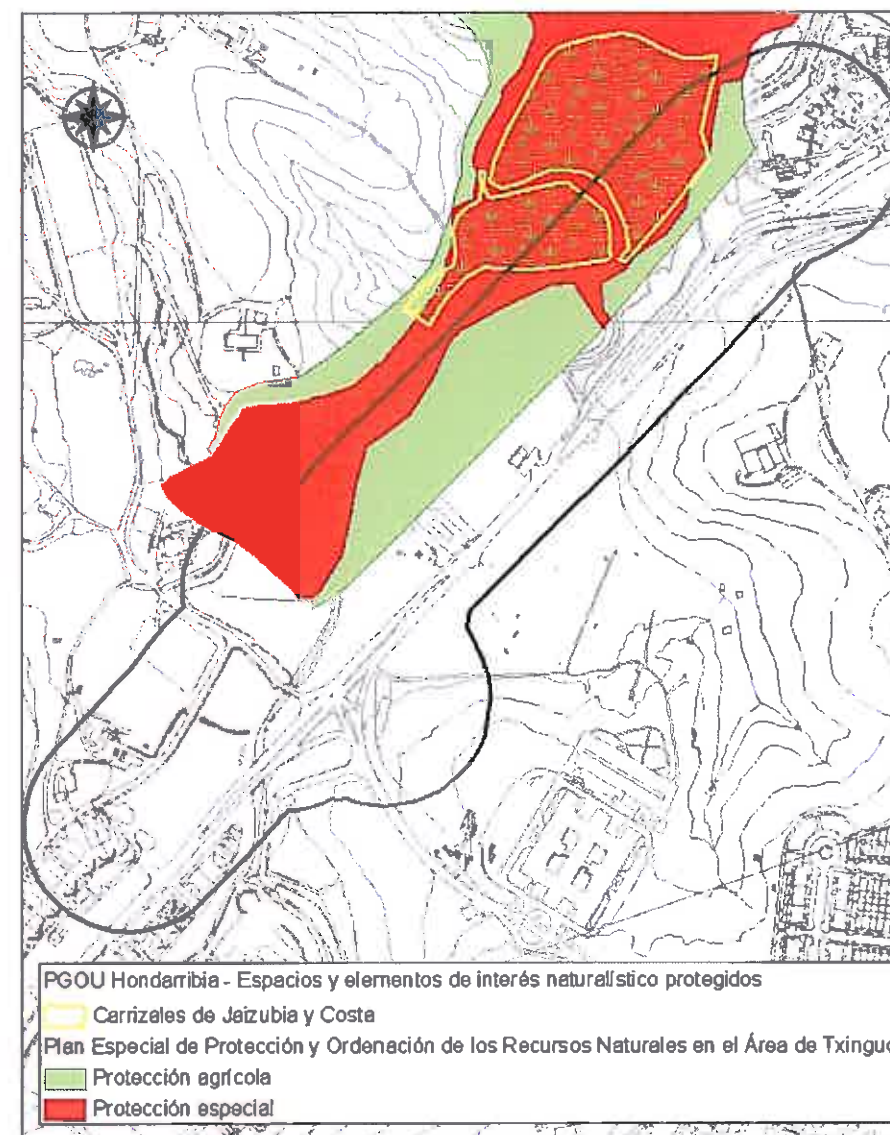 PGOU Hondarribia - Espacios y elementos de interés naturalístico protegidos
Carrizales de Jaizubia y Costa
Plan Especial de Protección y Ordenación de los Recursos Naturales en el Área de Txingud
Protección agrícola
Protección especial